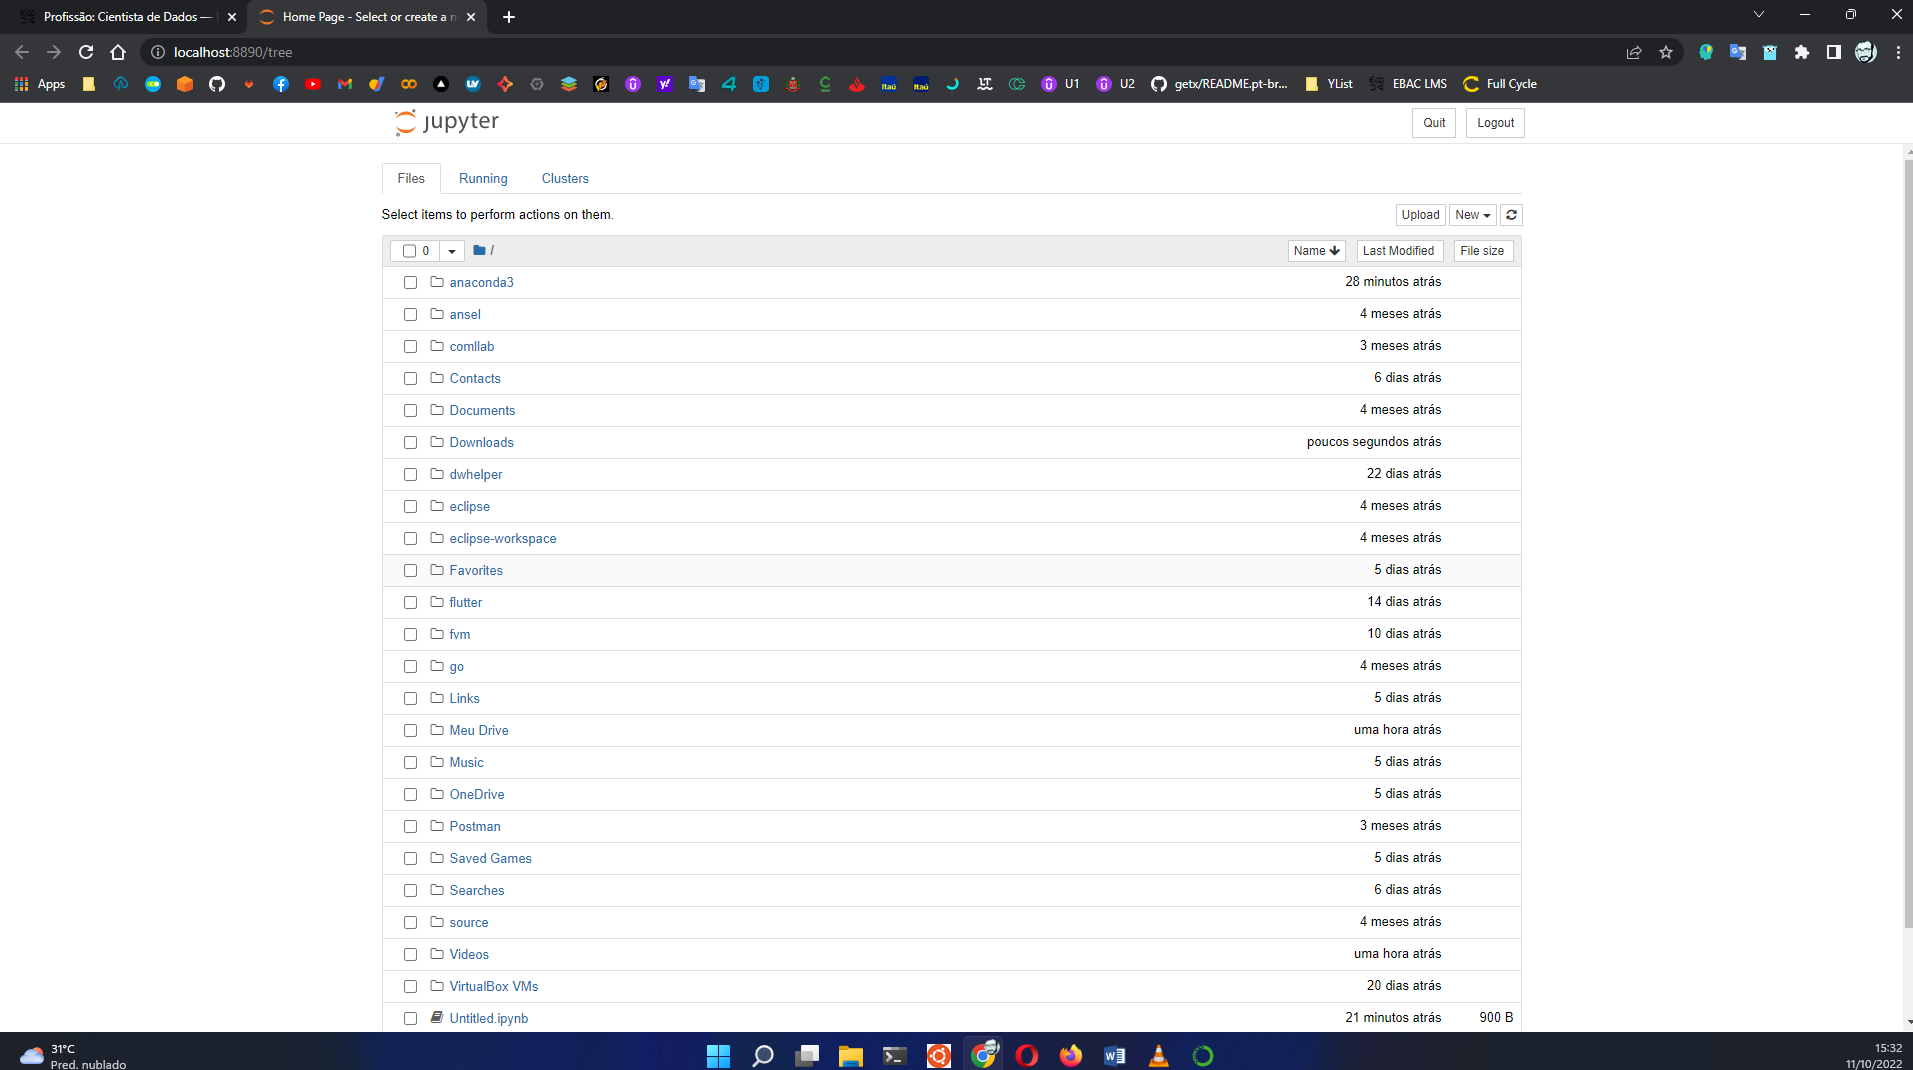 Profissão: Cientista de Dados —
Home Page - Select or create a n
localhost:8890/tree
Apps
U1
U2
getx/README.pt-br...
YList
EBAC LMS
Full Cycle
jupyter
Quit
Logout
Files
Running
Clusters
Select items to perform actions on them.
Upload
New
0
/
Name
Last Modified
File size
anaconda3 28 minutos atrás
ansel 4 meses atrás
comllab 3 meses atrás
Contacts 6 dias atrás
Documents 4 meses atrás
Downloads poucos segundos atrás
dwhelper 22 dias atrás
eclipse 4 meses atrás
eclipse-workspace 4 meses atrás
Favorites 5 dias atrás
flutter 14 dias atrás
fvm 10 dias atrás
go 4 meses atrás
Links 5 dias atrás
Meu Drive uma hora atrás
Music 5 dias atrás
OneDrive 5 dias atrás
Postman 3 meses atrás
Saved Games 5 dias atrás
Searches 6 dias atrás
source 4 meses atrás
Videos uma hora atrás
VirtualBox VMs 20 dias atrás
Untitled.ipynb 21 minutos atrás 900 B
31°C
Pred. nublado
15:32
11/10/2022